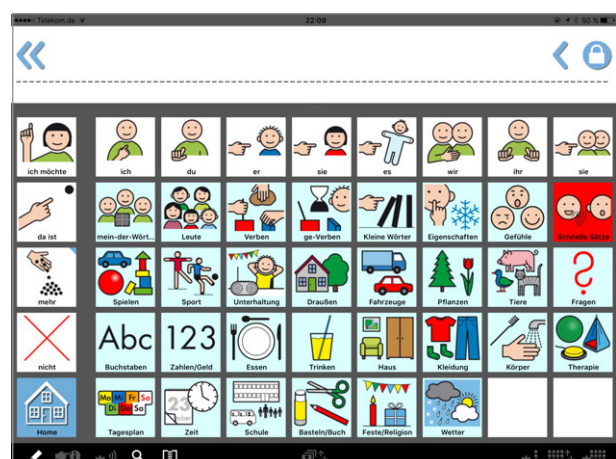 Telekom.de 22:09 50 %
ich möchte ich du er sie es wir ihr sie
da ist mein-der-Wört... Leute Verben ge-Verben Kleine Wörter Eigenschaften Gefühle Schnelle Sätze
mehr Spielen Sport Unterhaltung Draußen Fahrzeuge Pflanzen Tiere Fragen
Abc 123
nicht Buchstaben Zahlen/Geld Essen Trinken Haus Kleidung Körper Therapie
Mo Mi Fr So
Di Do Sa 23
Home Tagesplan Zeit Schule Basteln/Buch Feste/Religion Wetter